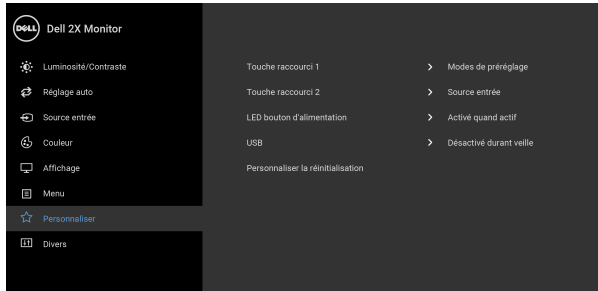 DELL Dell 2X Monitor
Luminosité/Contraste
Réglage auto
Source entrée
Couleur
Affichage
Menu
Personnaliser
Divers
Touche raccourci 1 > Modes de préréglage
Touche raccourci 2 > Source entrée
LED bouton d'alimentation > Activé quand actif
USB > Désactivé durant veille
Personnaliser la réinitialisation